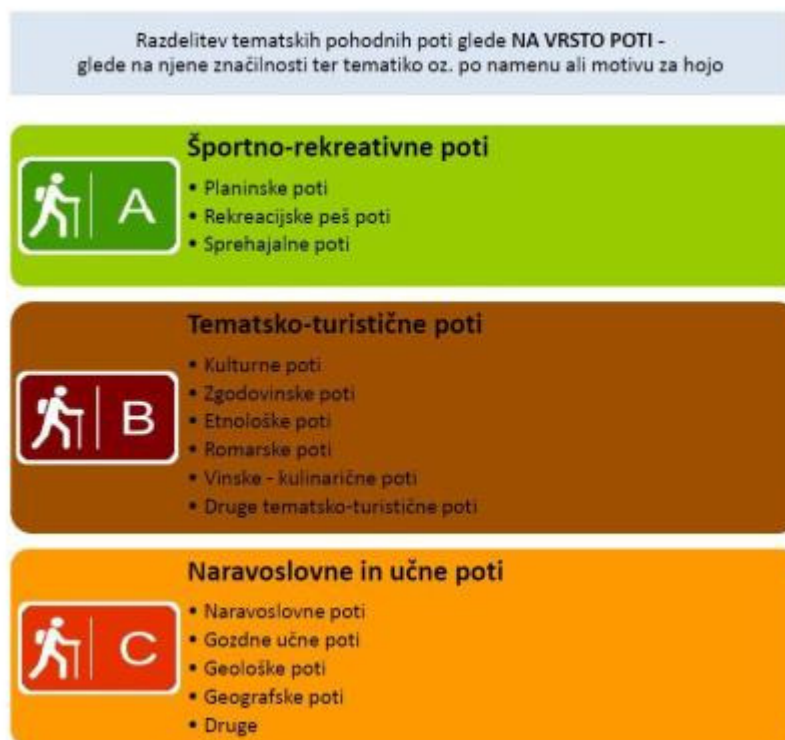 Razdelitev tematskih pohodnih poti glede NA VRSTO POTI -
glede na njene značilnosti ter tematiko oz. po namenu ali motivu za hojo
Športno-rekreativne poti
A
• Planinske poti
• Rekreacijske peš poti
• Sprehajalne poti
Tematsko-turistične poti
B
• Kulturne poti
• Zgodovinske poti
• Etnološke poti
• Romarske poti
• Vinske - kulinarične poti
• Druge tematsko-turistične poti
Naravoslovne in učne poti
C
• Naravoslovne poti
• Gozdne učne poti
• Geološke poti
• Geografske poti
• Druge